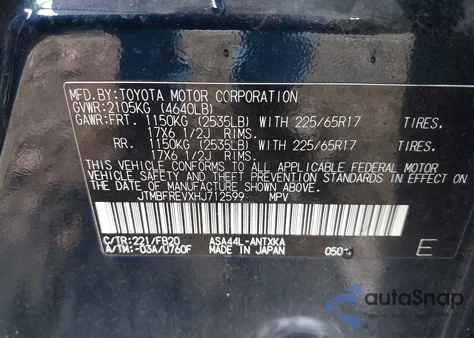 MFD.BY:TOYOTA MOTOR CORPORATION
GVWR:2105KG (4640LB)
GAWR:FRT. 1150KG (2535LB) WITH 225/65R17 TIRES,
17X6 1/2J RIMS.
RR. 1150KG (2535LB) WITH 225/65R17 TIRES,
17X6 1/2J RIMS.
THIS VEHICLE CONFORMS TO ALL APPLICABLE FEDERAL MOTOR
VEHICLE SAFETY AND THEFT PREVENTION STANDARDS IN EFFECT
ON THE DATE OF MANUFACTURE SHOWN ABOVE.
JTMBFREVXHJ712599 MPV
C/TR:221/FB20 ASA44L-ANTXKA
A/TM:-03A/U760F MADE IN JAPAN 050 E
autoSnap